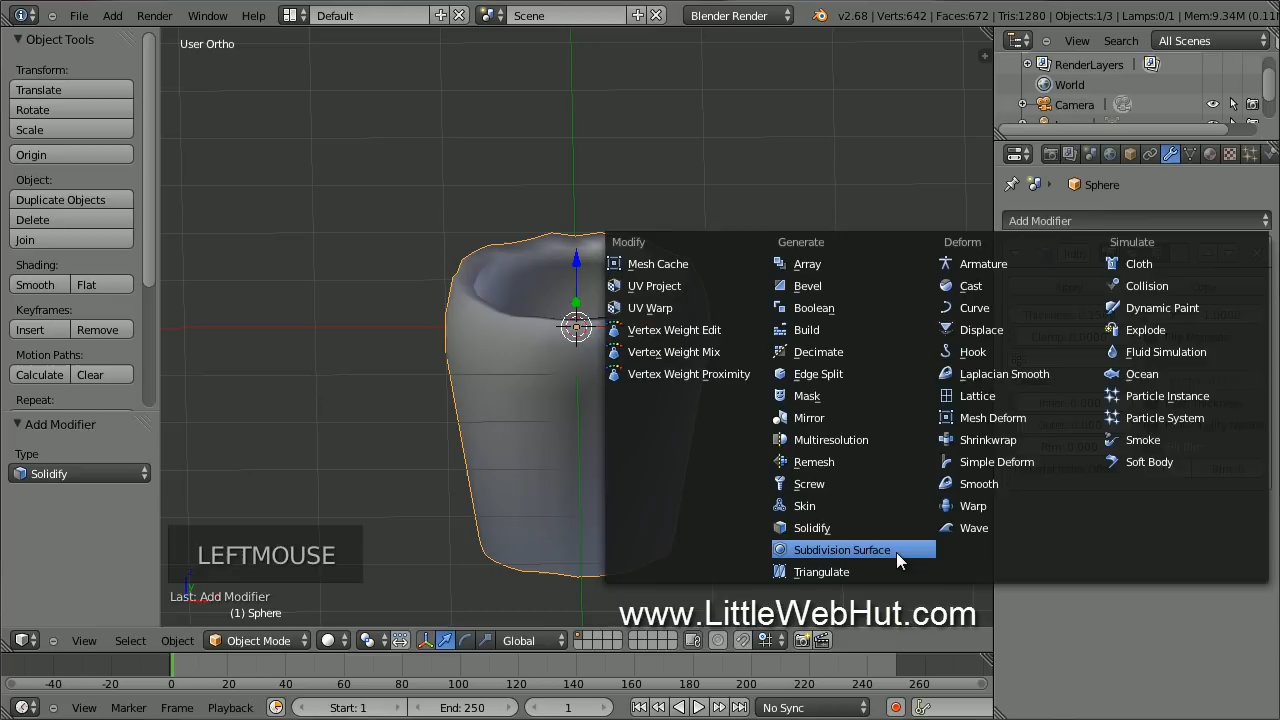 File Add Render Window Help Default Scene Blender Render v2.68 | Verts:642 | Faces:672 | Tris:1280 | Objects:1/3 | Lamps:0/1 | Mem:9.34M (0.11
Object Tools
Transform:
Translate
Rotate
Scale
Origin
Object:
Duplicate Objects
Delete
Join
Shading:
Smooth Flat
Keyframes:
Insert Remove
Motion Paths:
Calculate Clear
Repeat:
Add Modifier
Type
Solidify
User Ortho
View Search All Scenes
RenderLayers
World
Camera
Sphere
Add Modifier
Modify
Mesh Cache
UV Project
UV Warp
Vertex Weight Edit
Vertex Weight Mix
Vertex Weight Proximity
Generate
Array
Bevel
Boolean
Build
Decimate
Edge Split
Mask
Mirror
Multiresolution
Remesh
Screw
Skin
Solidify
Subdivision Surface
Triangulate
Deform
Armature
Cast
Curve
Displace
Hook
Laplacian Smooth
Lattice
Mesh Deform
Shrinkwrap
Simple Deform
Smooth
Warp
Wave
Simulate
Cloth
Collision
Dynamic Paint
Explode
Fluid Simulation
Ocean
Particle Instance
Particle System
Smoke
Soft Body
LEFTMOUSE
Last: Add Modifier
(1) Sphere
www.LittleWebHut.com
View Select Object Object Mode Global
-40 -20 0 20 40 60 80 100 120 140 160 180 200 220 240 260
View Marker Frame Playback Start: 1 End: 250 1 No Sync